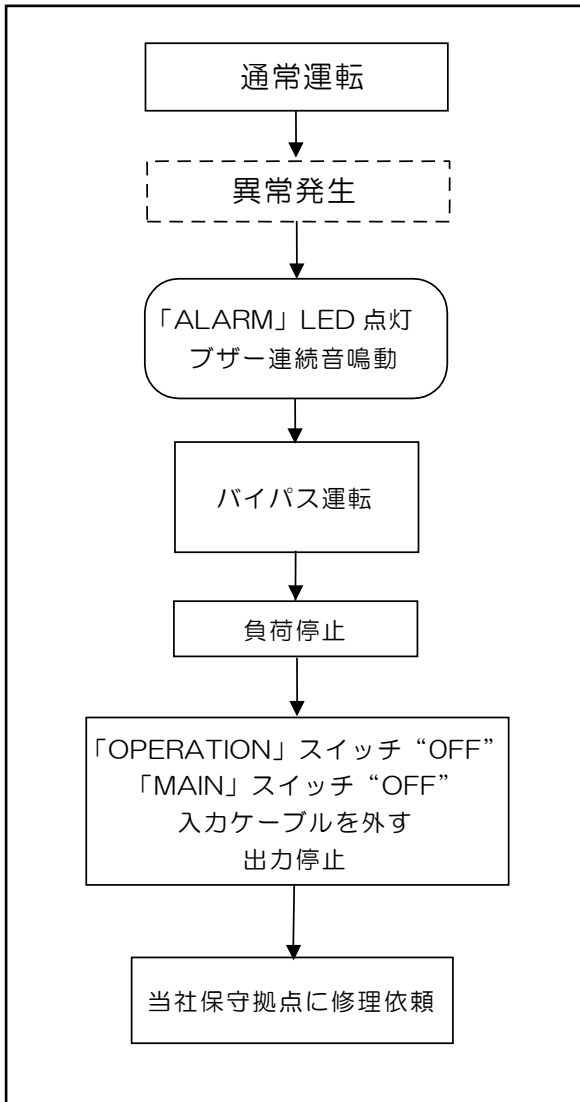 通常運転
異常発生
「ALARM」LED 点灯
ブザー連続音鳴動
バイパス運転
負荷停止
「OPERATION」スイッチ“OFF”
「MAIN」スイッチ“OFF”
入力ケーブルを外す
出力停止
当社保守拠点に修理依頼